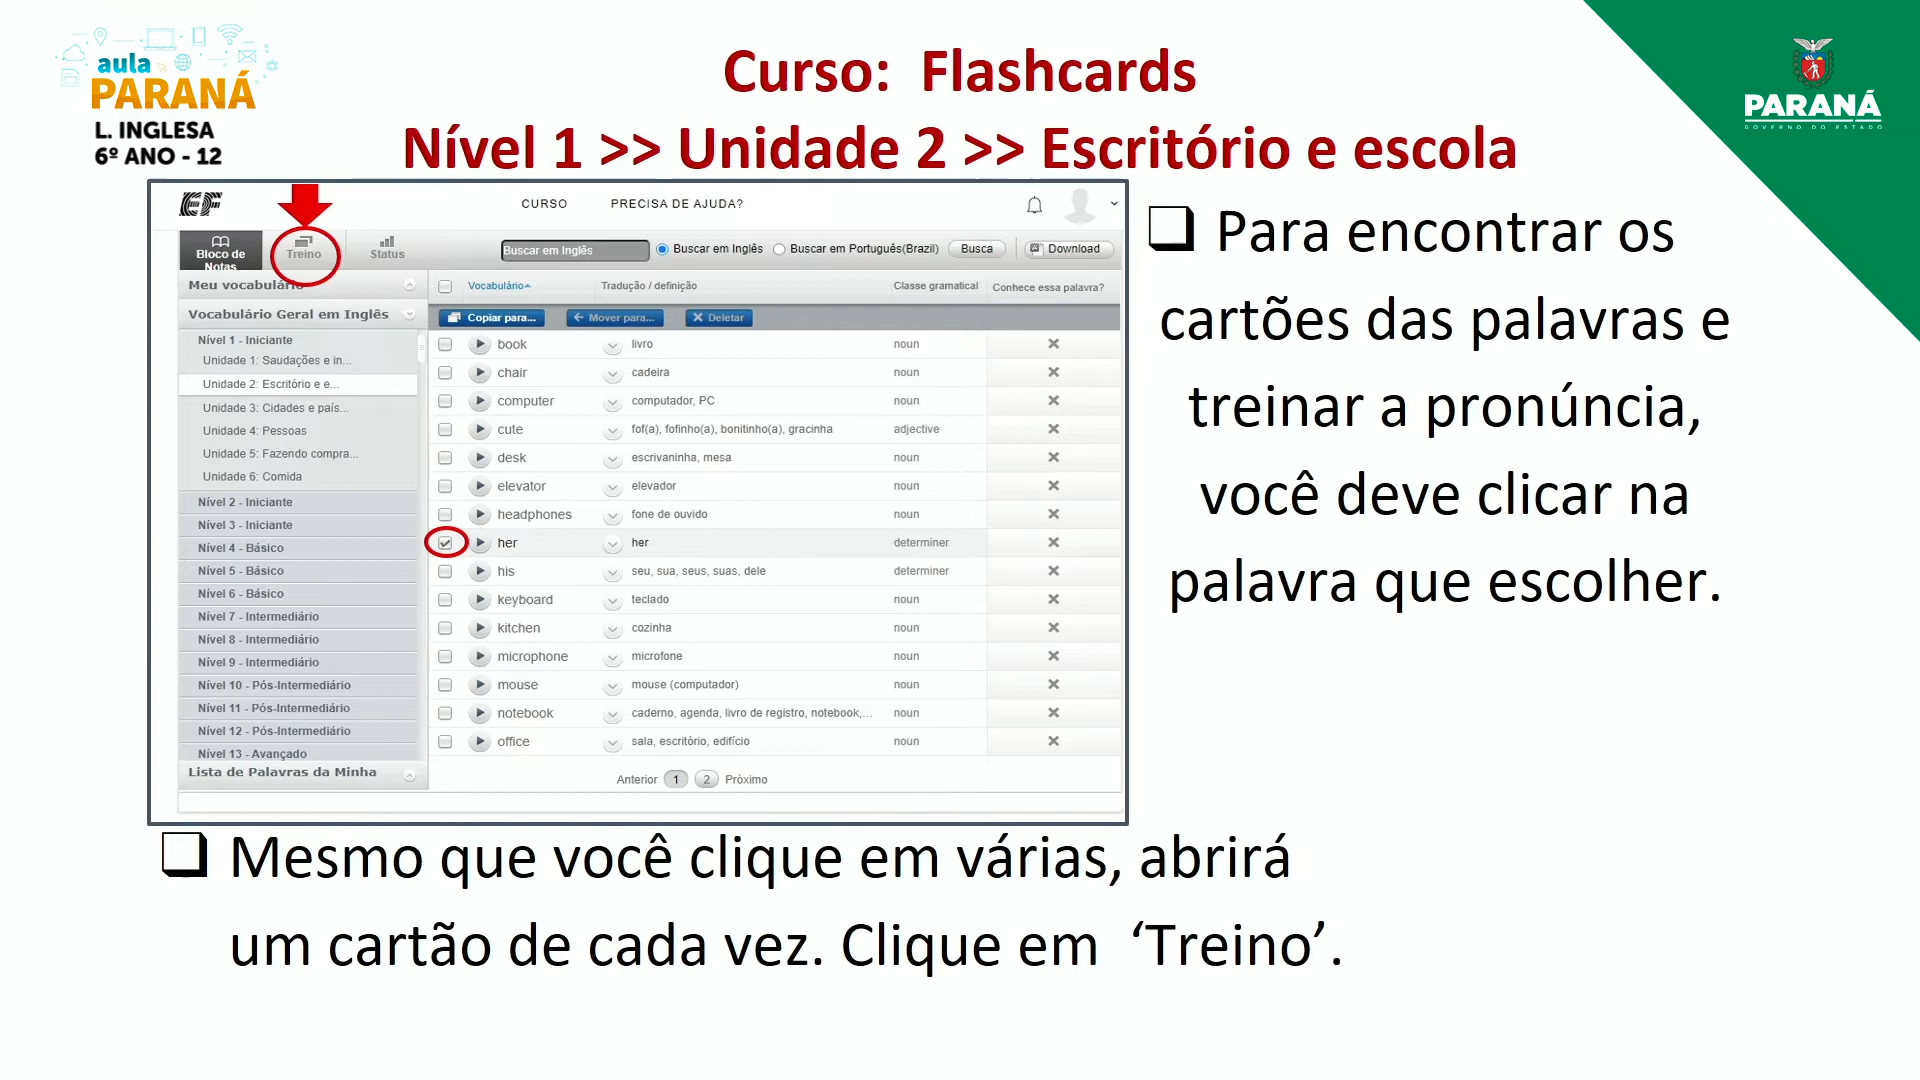 aula
PARANÁ
L. INGLESA
6º ANO - 12
Curso: Flashcards
Nível 1 >> Unidade 2 >> Escritório e escola
PARANÁ
GOVERNO DO ESTADO
EF
CURSO PRECISA DE AJUDA?
Bloco de Notas
Treino
Status
Buscar em Inglês
Buscar em Inglês
Buscar em Português(Brazil)
Busca
Download
Meu vocabulário
Vocabulário Geral em Inglês
Nível 1 - Iniciante
Unidade 1: Saudações e in...
Unidade 2: Escritório e e...
Unidade 3: Cidades e país...
Unidade 4: Pessoas
Unidade 5: Fazendo compra...
Unidade 6: Comida
Nível 2 - Iniciante
Nível 3 - Iniciante
Nível 4 - Básico
Nível 5 - Básico
Nível 6 - Básico
Nível 7 - Intermediário
Nível 8 - Intermediário
Nível 9 - Intermediário
Nível 10 - Pós-Intermediário
Nível 11 - Pós-Intermediário
Nível 12 - Pós-Intermediário
Nível 13 - Avançado
Lista de Palavras da Minha
Vocabulário Tradução / definição Classe gramatical Conhece essa palavra?
Copiar para... Mover para... Deletar
book livro noun
chair cadeira noun
computer computador, PC noun
cute fof(a), fofinho(a), bonitinho(a), gracinha adjective
desk escrivaninha, mesa noun
elevator elevador noun
headphones fone de ouvido noun
her her determiner
his seu, sua, seus, suas, dele determiner
keyboard teclado noun
kitchen cozinha noun
microphone microfone noun
mouse mouse (computador) noun
notebook caderno, agenda, livro de registro, notebook,... noun
office sala, escritório, edifício noun
Anterior 1 2 Próximo
Para encontrar os
cartões das palavras e
treinar a pronúncia,
você deve clicar na
palavra que escolher.
Mesmo que você clique em várias, abrirá
um cartão de cada vez. Clique em ‘Treino’.